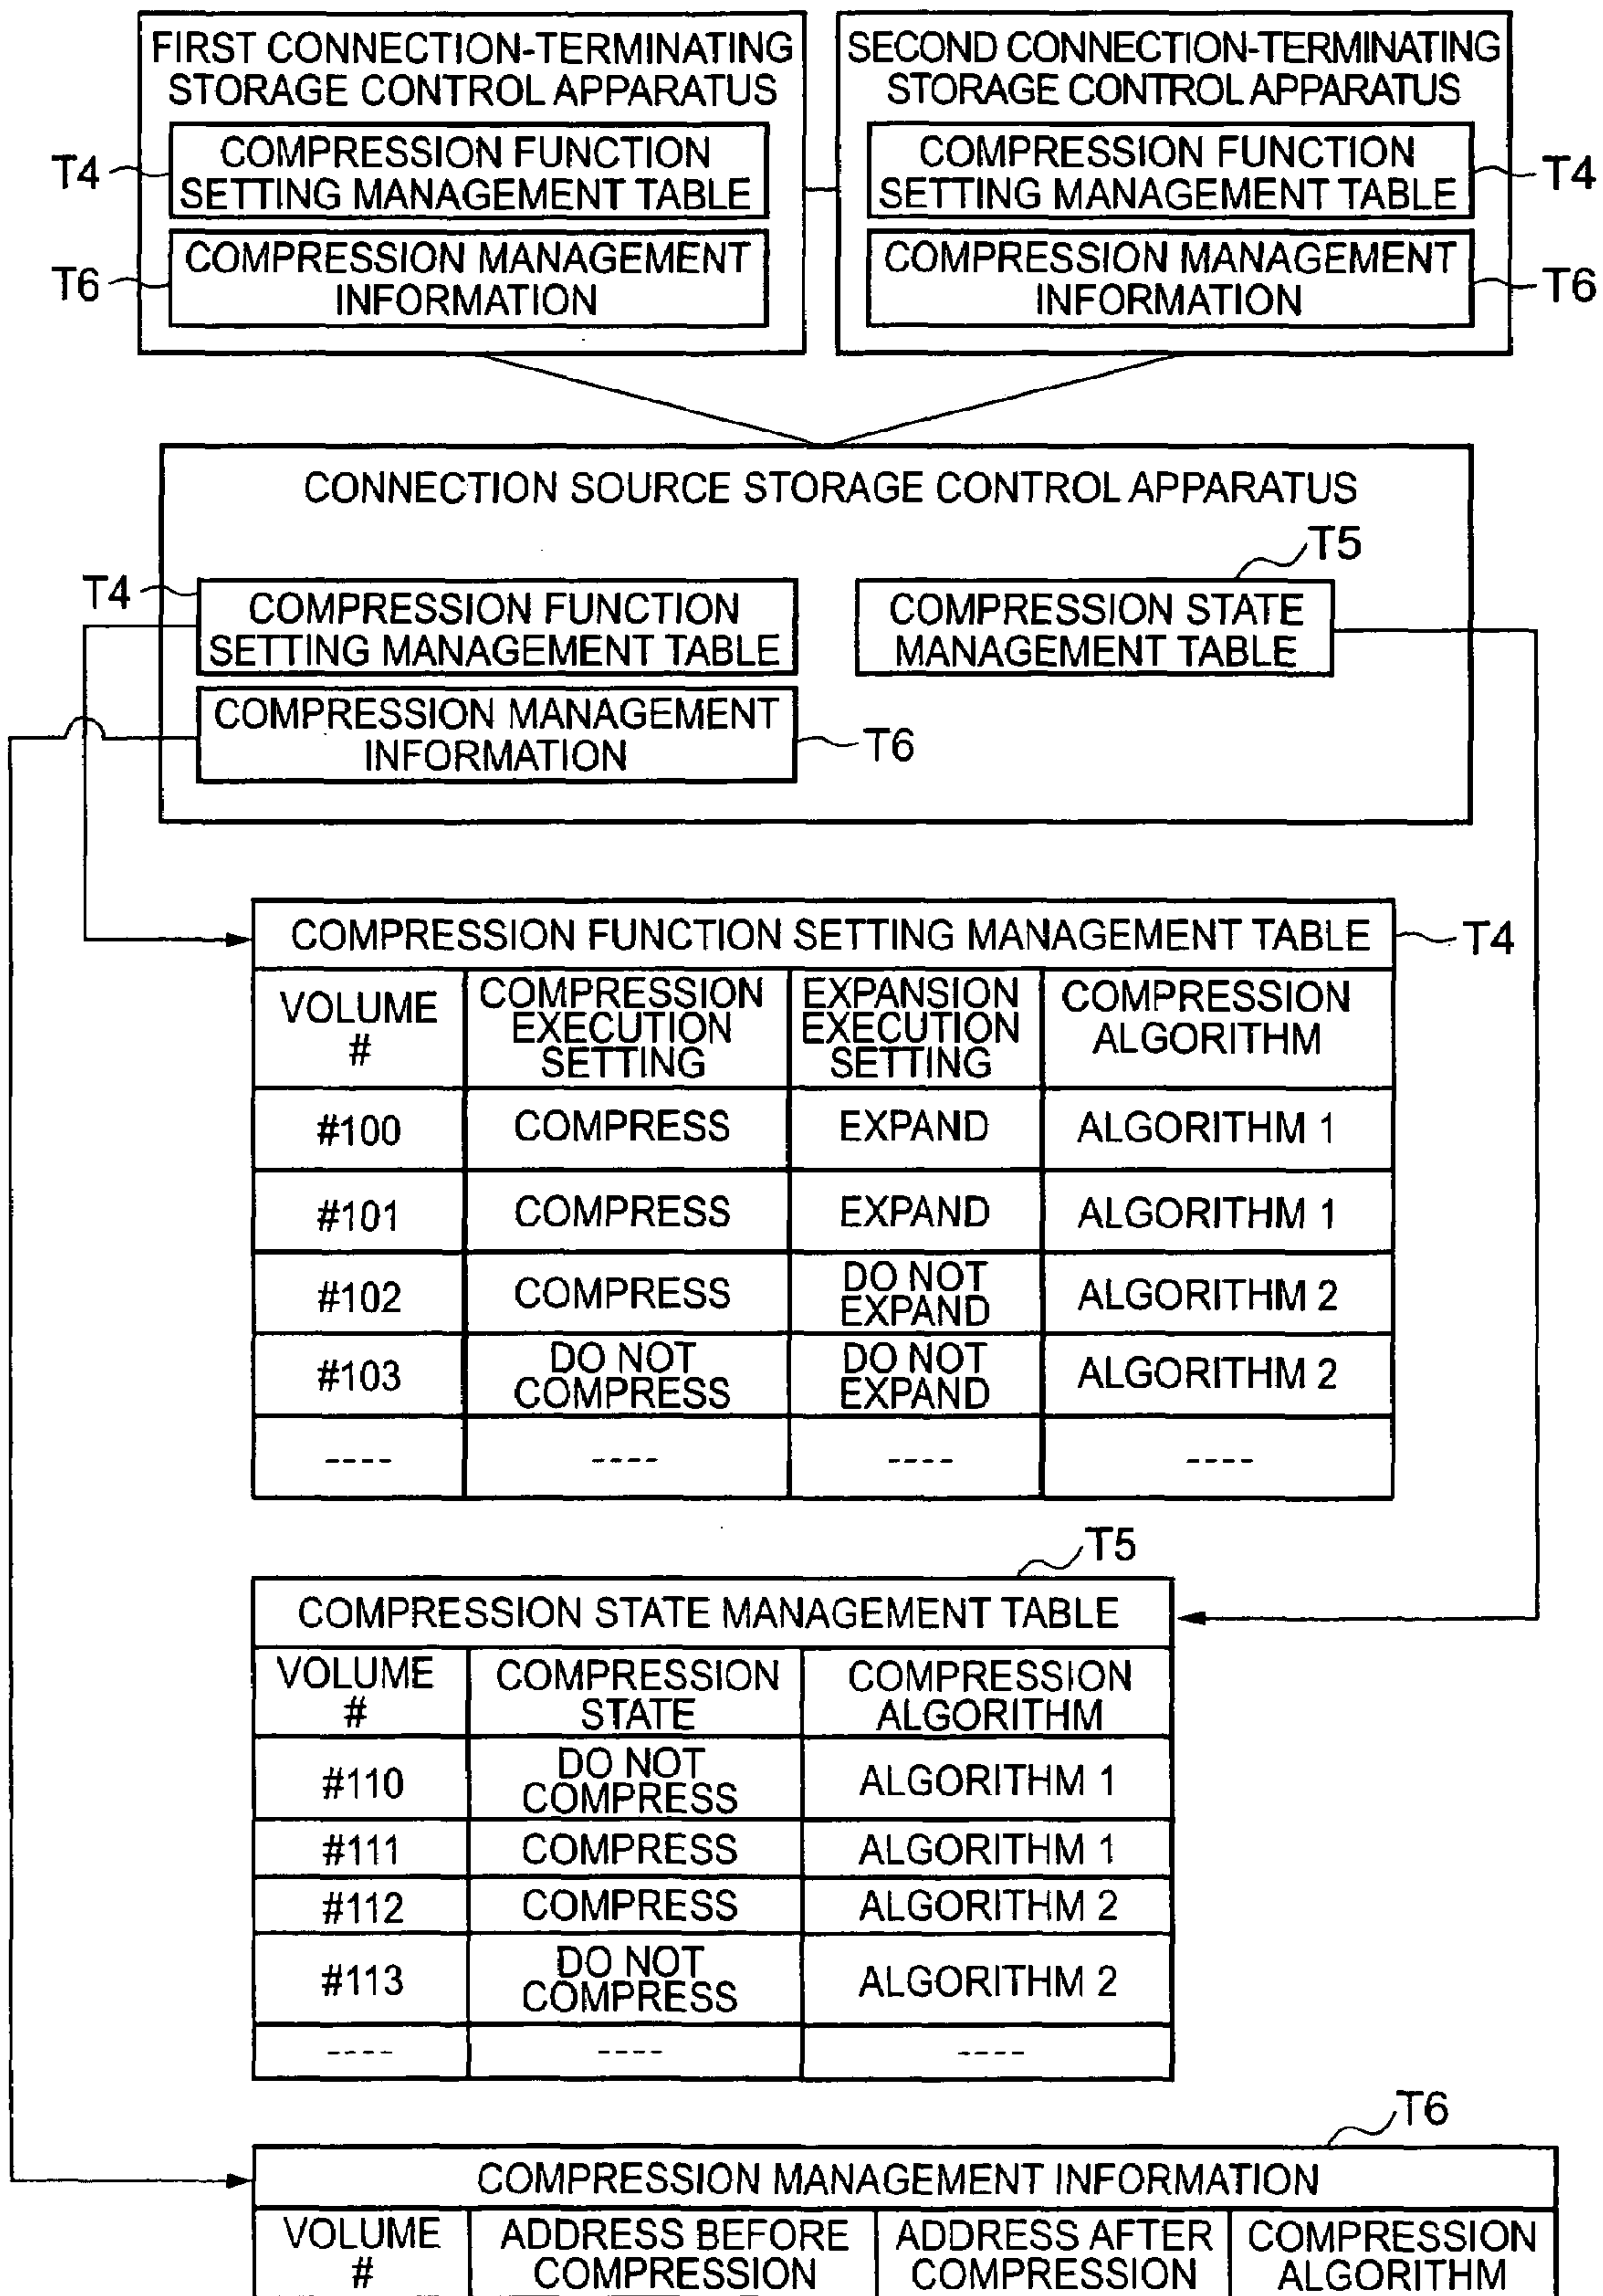 FIRST CONNECTION-TERMINATING
STORAGE CONTROL APPARATUS
T4
COMPRESSION FUNCTION
SETTING MANAGEMENT TABLE
T6
COMPRESSION MANAGEMENT
INFORMATION
SECOND CONNECTION-TERMINATING
STORAGE CONTROL APPARATUS
COMPRESSION FUNCTION
SETTING MANAGEMENT TABLE
T4
COMPRESSION MANAGEMENT
INFORMATION
T6
CONNECTION SOURCE STORAGE CONTROL APPARATUS
T4
COMPRESSION FUNCTION
SETTING MANAGEMENT TABLE
T5
COMPRESSION STATE
MANAGEMENT TABLE
COMPRESSION MANAGEMENT
INFORMATION
T6
COMPRESSION FUNCTION SETTING MANAGEMENT TABLE
T4
VOLUME
#
COMPRESSION
EXECUTION
SETTING
EXPANSION
EXECUTION
SETTING
COMPRESSION
ALGORITHM
#100 COMPRESS EXPAND ALGORITHM 1
#101 COMPRESS EXPAND ALGORITHM 1
#102 COMPRESS DO NOT EXPAND ALGORITHM 2
#103 DO NOT COMPRESS DO NOT EXPAND ALGORITHM 2
---- ---- ---- ----
T5
COMPRESSION STATE MANAGEMENT TABLE
VOLUME
#
COMPRESSION
STATE
COMPRESSION
ALGORITHM
#110 DO NOT COMPRESS ALGORITHM 1
#111 COMPRESS ALGORITHM 1
#112 COMPRESS ALGORITHM 2
#113 DO NOT COMPRESS ALGORITHM 2
---- ---- ----
T6
COMPRESSION MANAGEMENT INFORMATION
VOLUME
#
ADDRESS BEFORE
COMPRESSION
ADDRESS AFTER
COMPRESSION
COMPRESSION
ALGORITHM